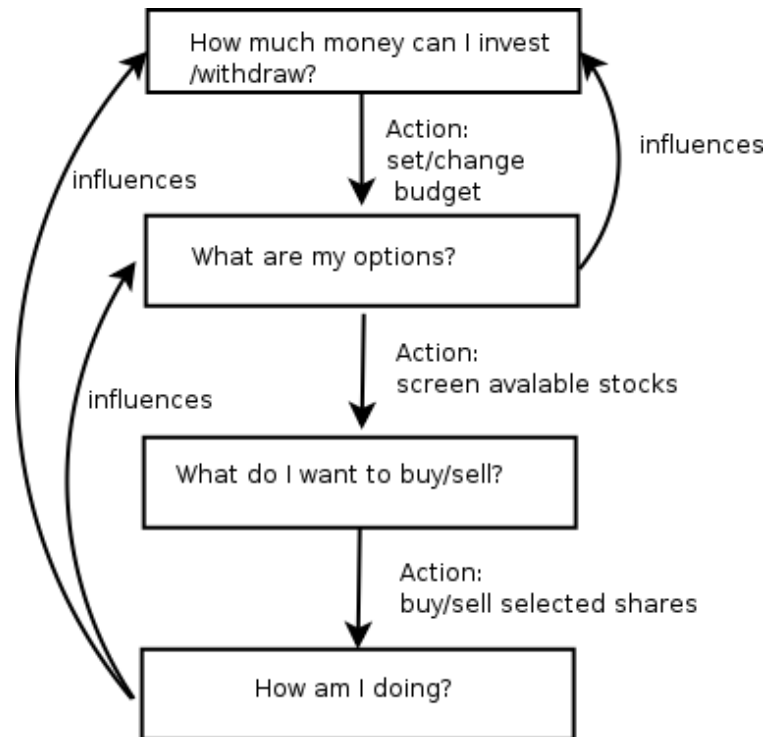 How much money can I invest
/withdraw?
Action:
set/change
budget
influences
influences
What are my options?
Action:
screen avalable stocks
influences
What do I want to buy/sell?
Action:
buy/sell selected shares
How am I doing?